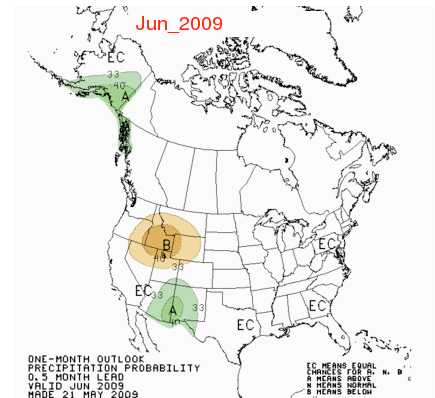 Jun_2009
EC
33
40
A
B
EC
40
33
EC
33
A
33
EC
40
EC
ONE-MONTH OUTLOOK
PRECIPITATION PROBABILITY
0.5 MONTH LEAD
VALID JUN 2009
MADE 21 MAY 2009
EC MEANS EQUAL
CHANCES FOR A, N, B
A MEANS ABOVE
N MEANS NORMAL
B MEANS BELOW